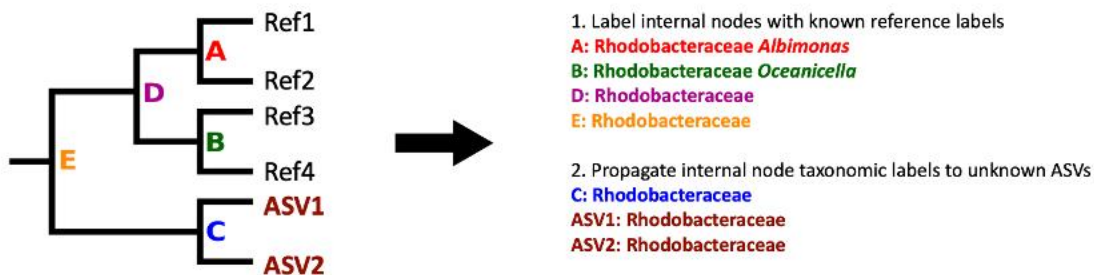 Ref1
A
Ref2
D
Ref3
B
E
Ref4
ASV1
C
ASV2
1. Label internal nodes with known reference labels
A: Rhodobacteraceae Albimonas
B: Rhodobacteraceae Oceanicella
D: Rhodobacteraceae
E: Rhodobacteraceae
2. Propagate internal node taxonomic labels to unknown ASVs
C: Rhodobacteraceae
ASV1: Rhodobacteraceae
ASV2: Rhodobacteraceae